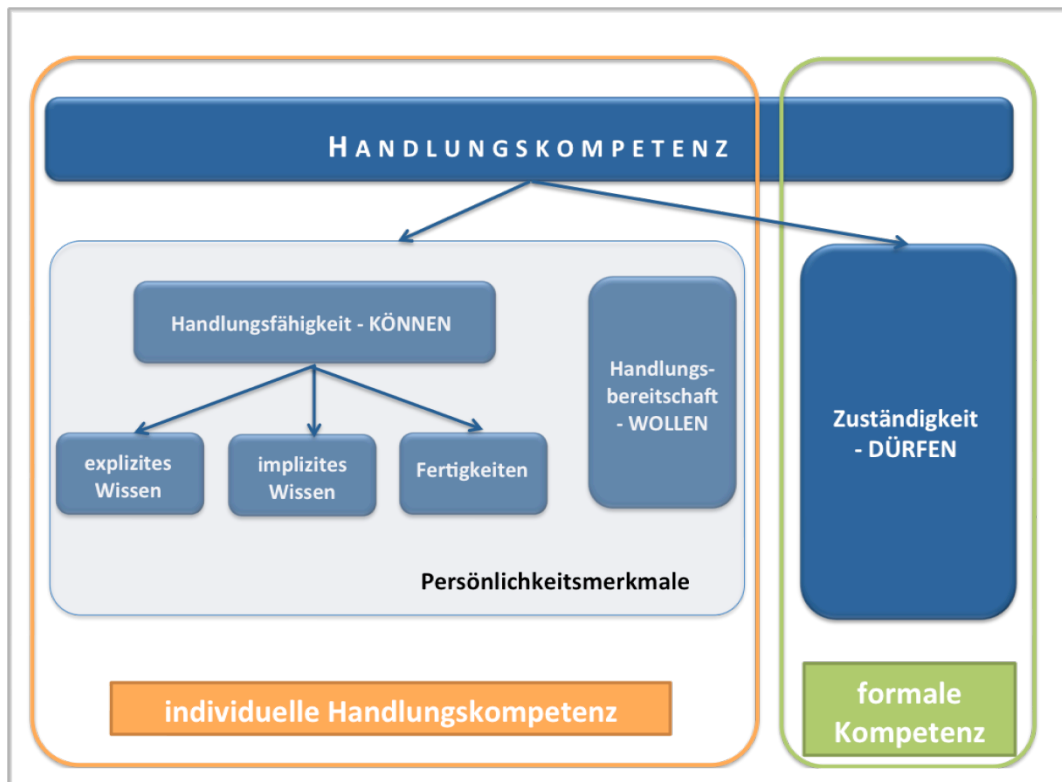 HANDLUNGSKOMPETENZ
Handlungsfähigkeit - KÖNNEN
explizites
Wissen
implizites
Wissen
Fertigkeiten
Handlungs-
bereitschaft
- WOLLEN
Persönlichkeitsmerkmale
Zuständigkeit
- DÜRFEN
individuelle Handlungskompetenz
formale
Kompetenz